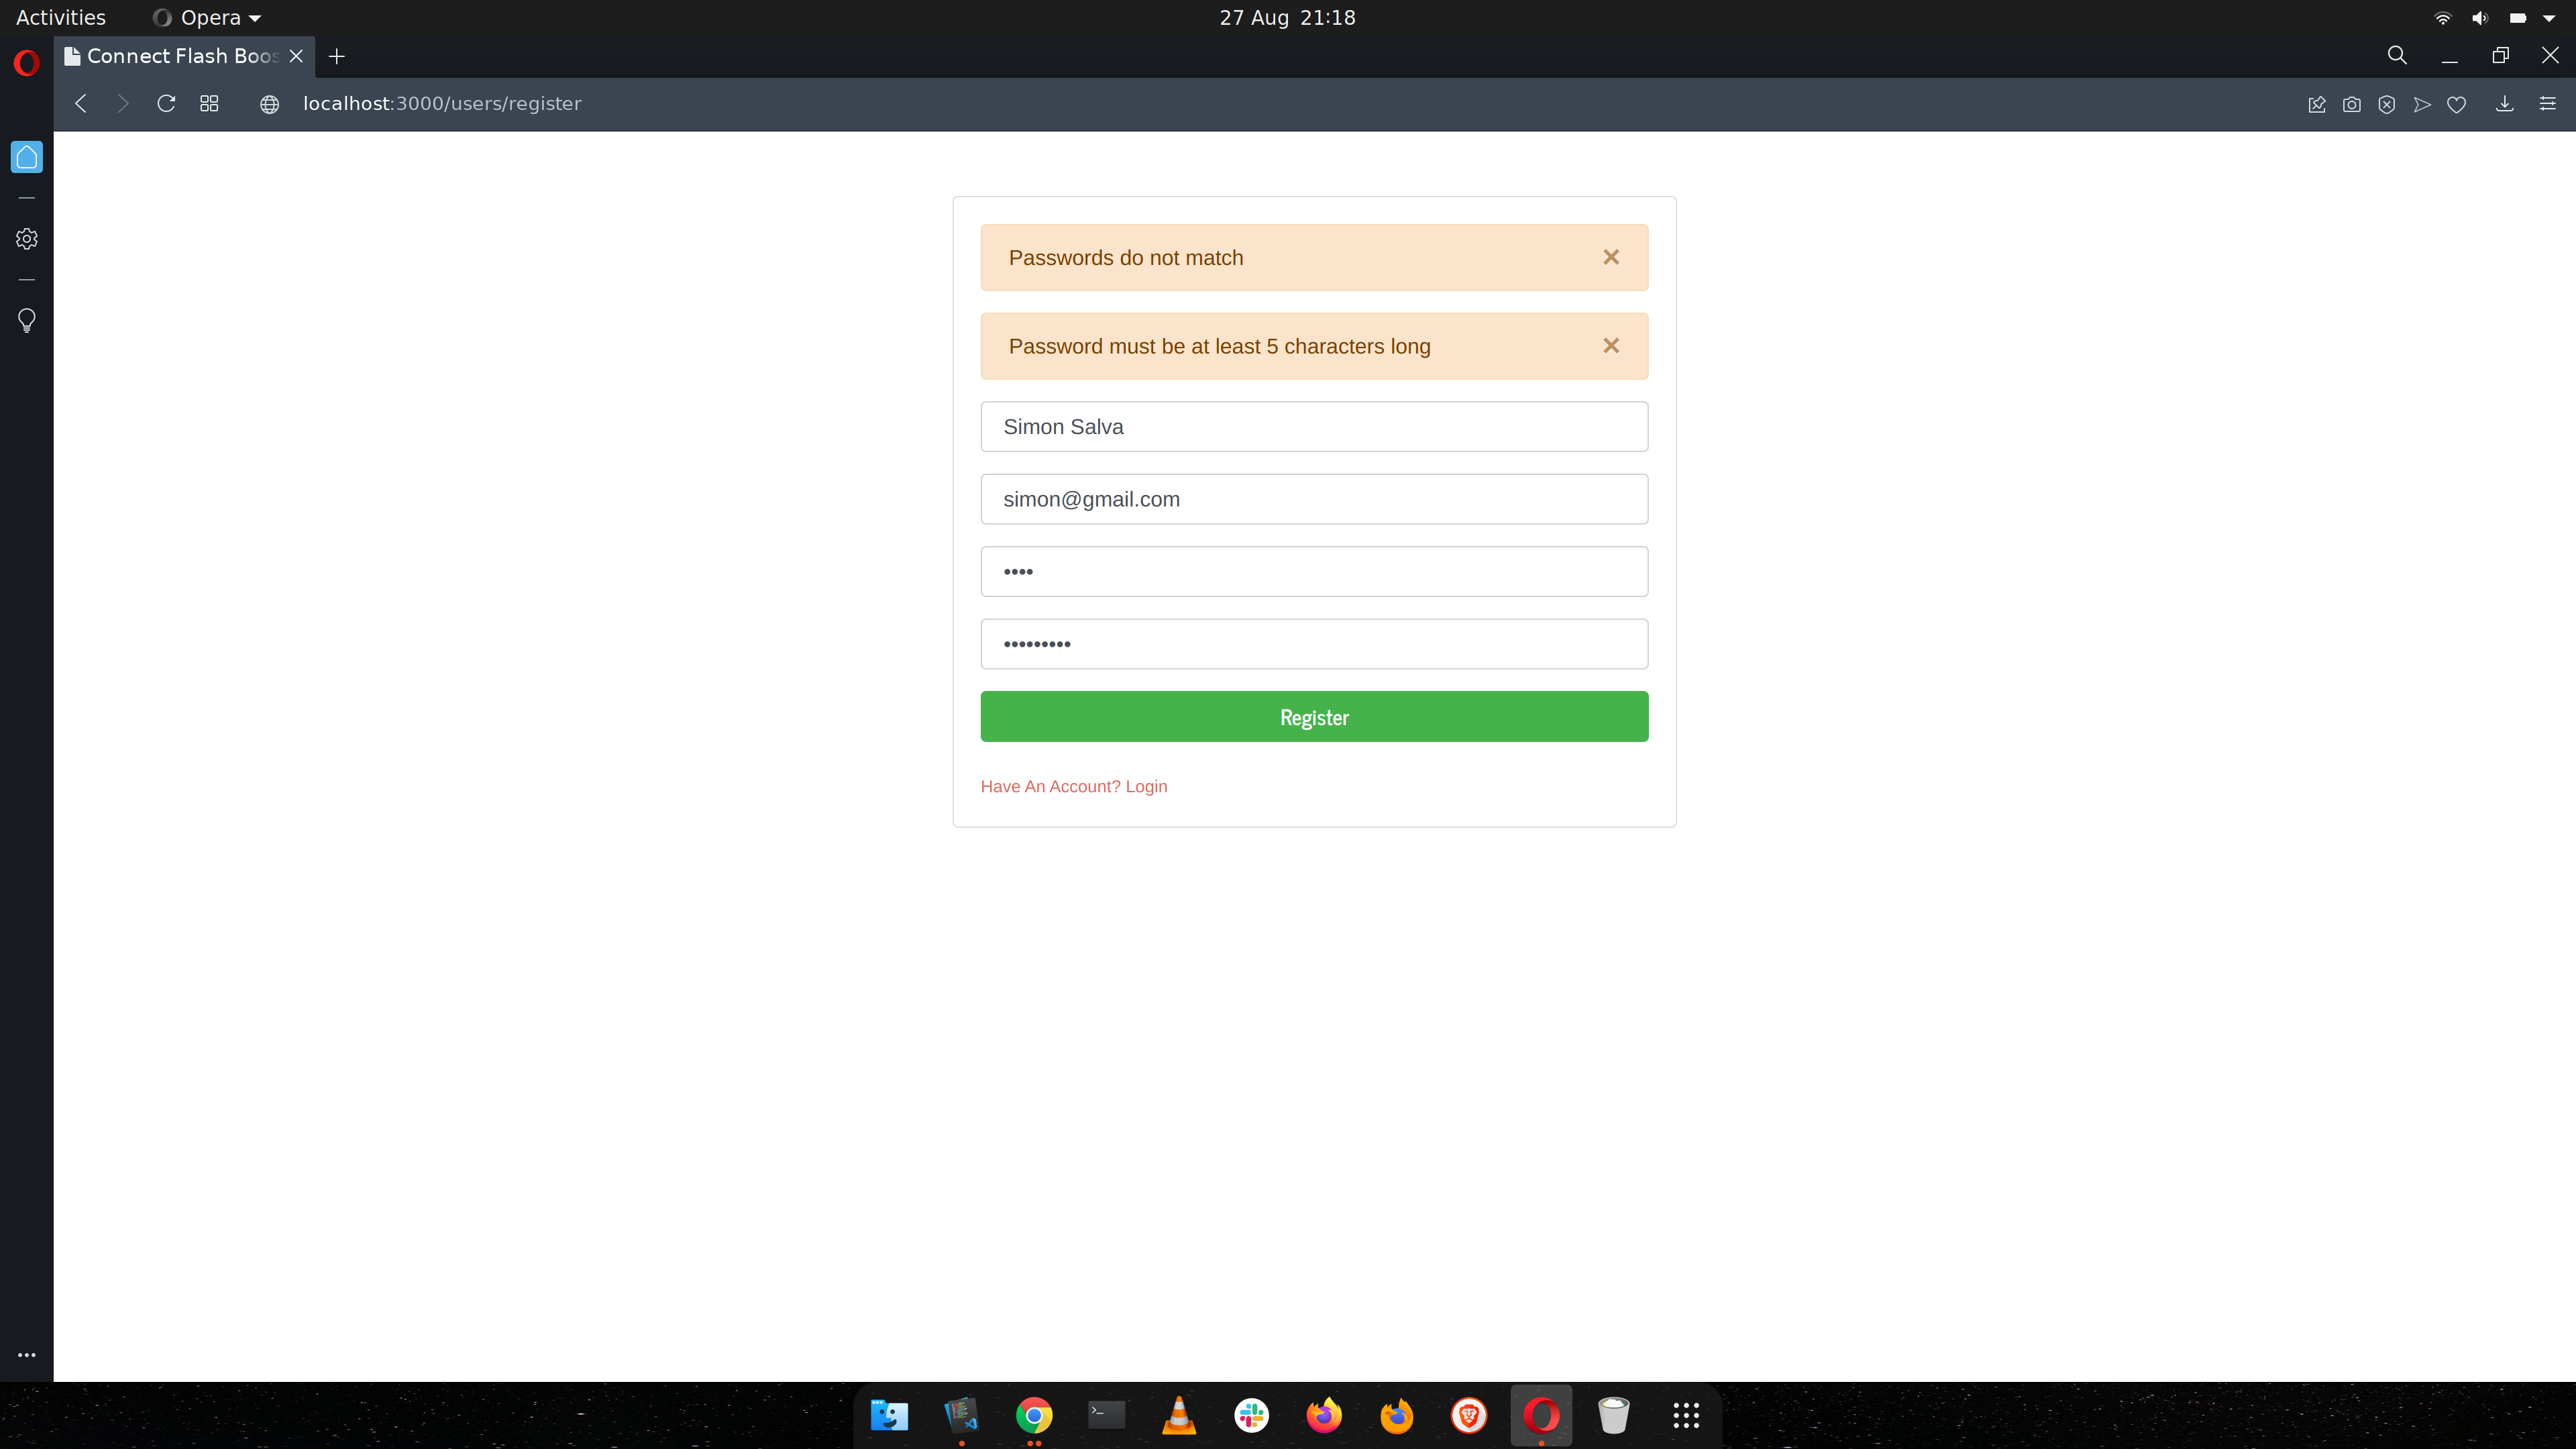 Activities
Opera
27 Aug 21:18
Connect Flash Boos
localhost:3000/users/register
Passwords do not match
Password must be at least 5 characters long
Simon Salva
simon@gmail.com
••••
•••••••••
Register
Have An Account? Login